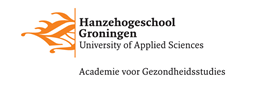 Hanzehogeschool
Groningen
University of Applied Sciences
Academie voor Gezondheidsstudies